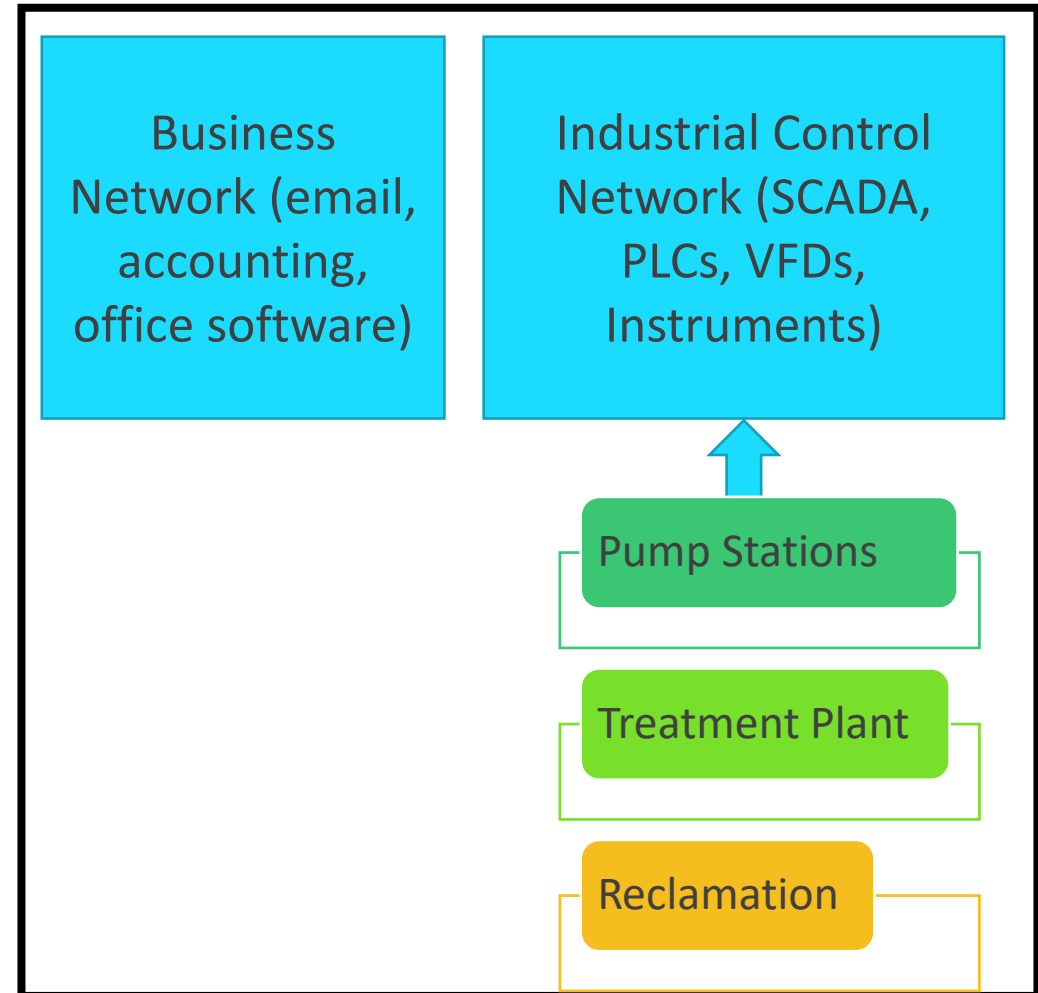 Business
Network (email,
accounting,
office software)
Industrial Control
Network (SCADA,
PLCs, VFDs,
Instruments)
Pump Stations
Treatment Plant
Reclamation